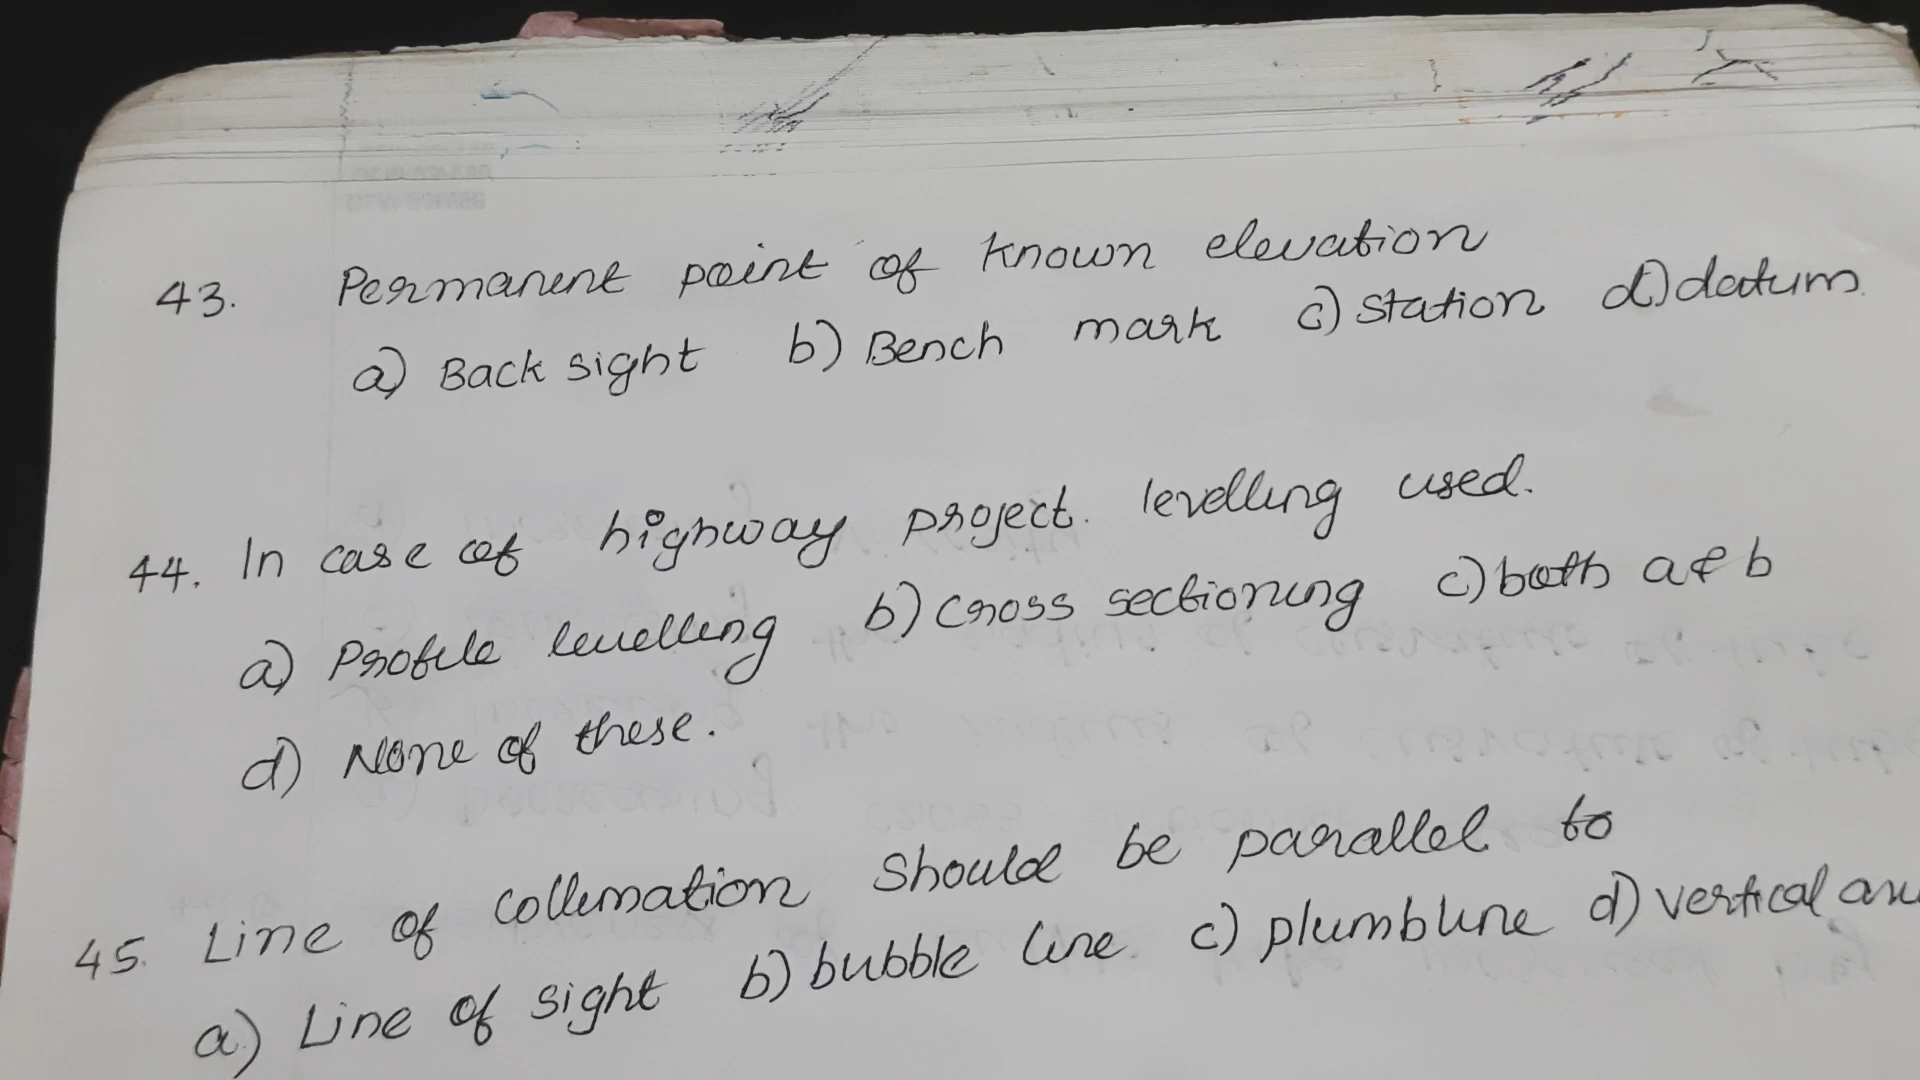 43. Permanent point of known elevation
a) Back sight b) Bench mark c) station d) datum.
44. In case of highway project. levelling used.
a) Profile levelling b) Cross sectioning c) both a & b
d) None of these.
45. Line of collimation should be parallel to
a) Line of sight b) bubble line. c) plumbline d) vertical